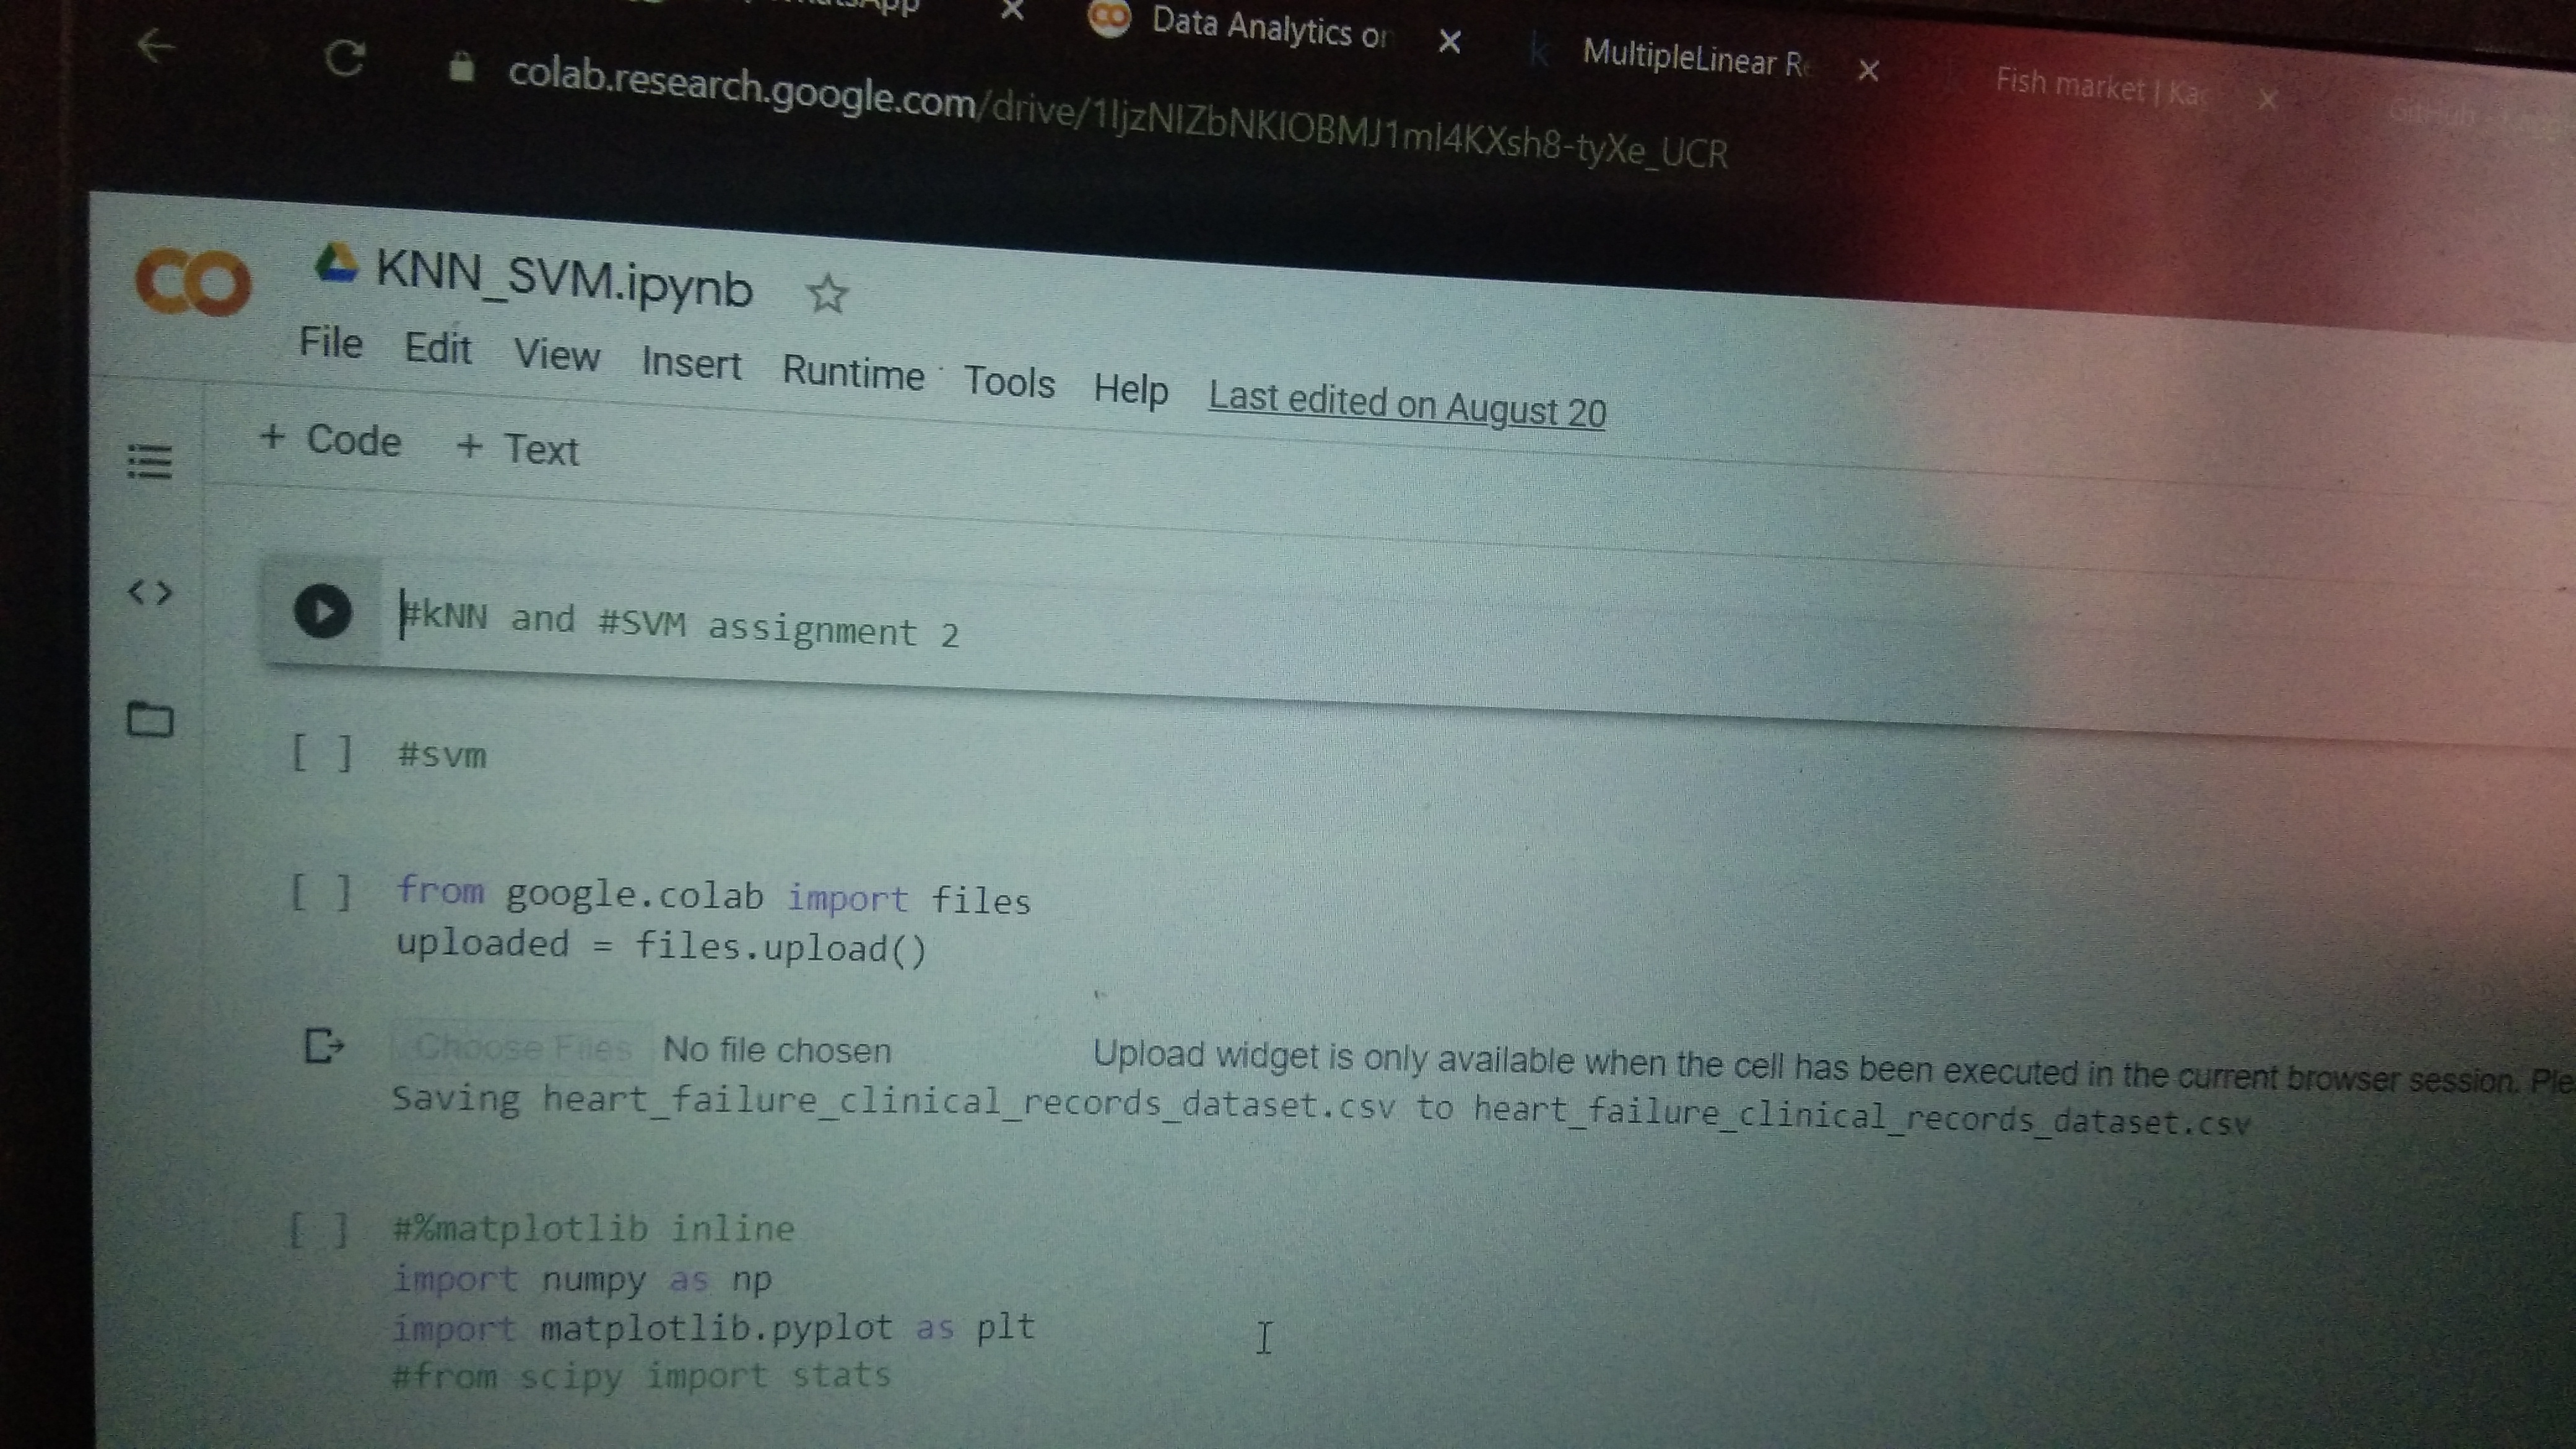 Data Analytics or
MultipleLinear R
Fish market | Ka
GitHub
colab.research.google.com/drive/1IjzNIZbNKIOBMJ1mI4KXsh8-tyXe_UCR
CO KNN_SVM.ipynb
File Edit View Insert Runtime Tools Help Last edited on August 20
+ Code + Text
#kNN and #SVM assignment 2
[ ] #svm
[ ] from google.colab import files
uploaded = files.upload()
Choose Files No file chosen Upload widget is only available when the cell has been executed in the current browser session. Ple
Saving heart_failure_clinical_records_dataset.csv to heart_failure_clinical_records_dataset.csv
[ ] #%matplotlib inline
import numpy as np
import matplotlib.pyplot as plt
#from scipy import stats